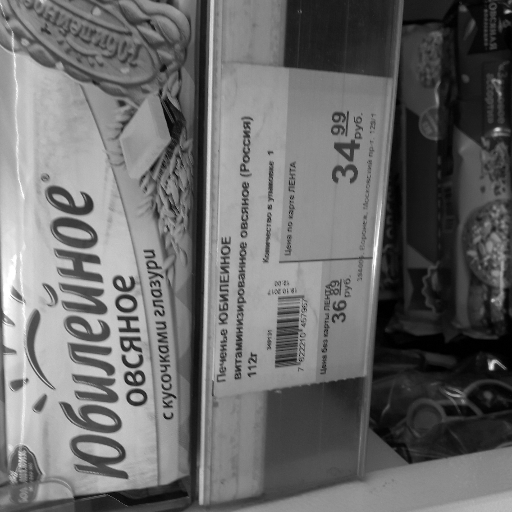 Юбилейное
Юбилейное®
ОВСЯНОЕ
с кусочками глазури
Печенье ЮБИЛЕЙНОЕ
витаминизированное овсяное (Россия)
112г
Количество в упаковке 1
Цена по карте ЛЕНТА
34 99 руб.
Цена без карты ЛЕНТА
36 89 руб.